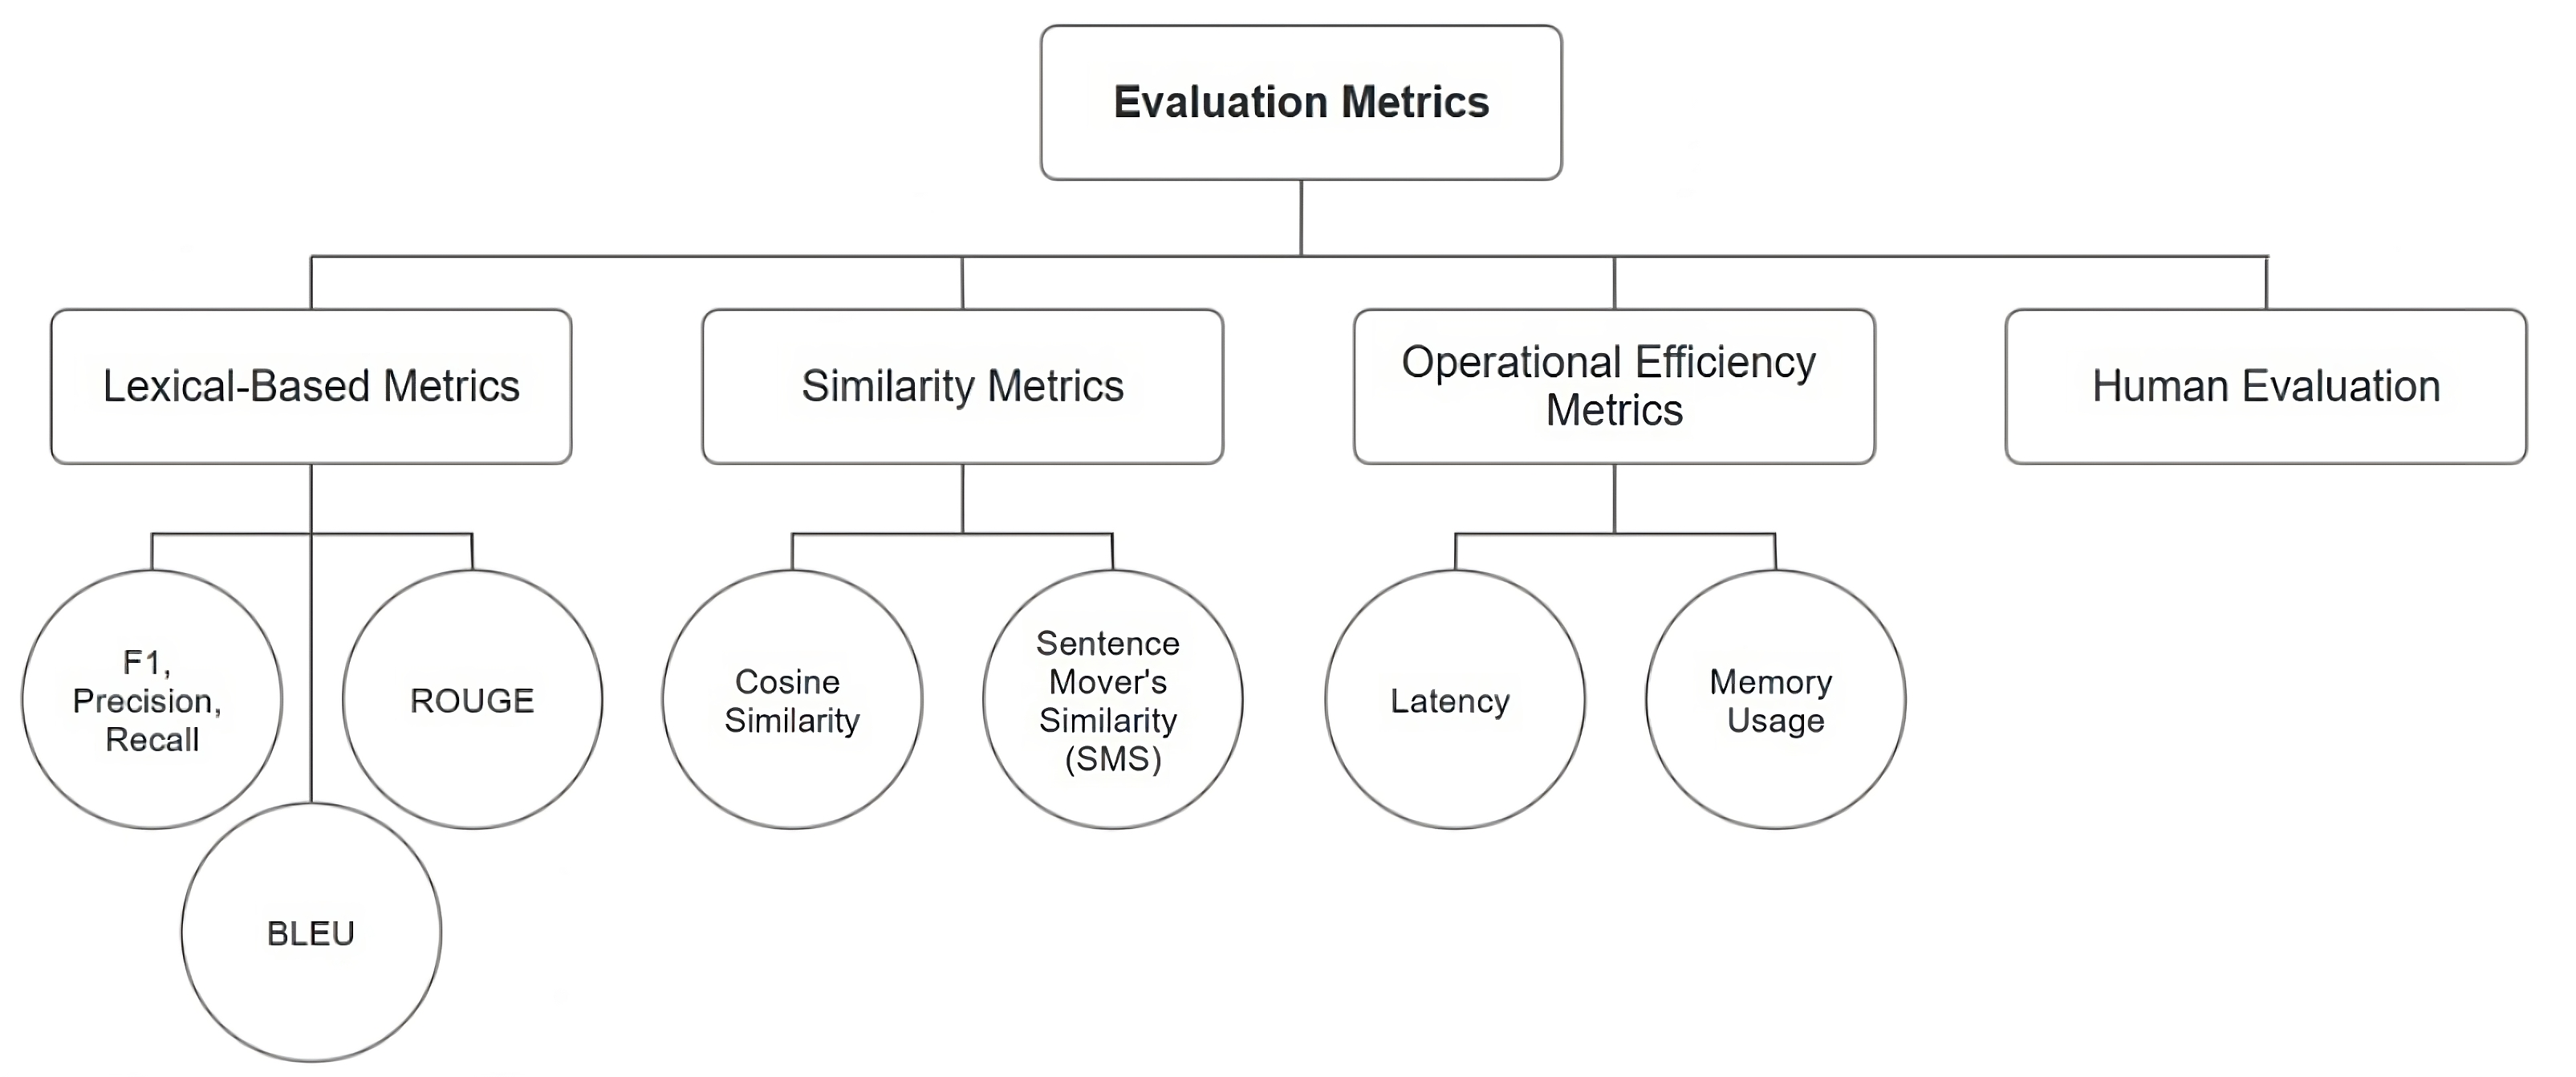 Evaluation Metrics
Lexical-Based Metrics
Similarity Metrics
Operational Efficiency
Metrics
Human Evaluation
F1,
Precision,
Recall
ROUGE
BLEU
Cosine
Similarity
Sentence
Mover's
Similarity
(SMS)
Latency
Memory
Usage